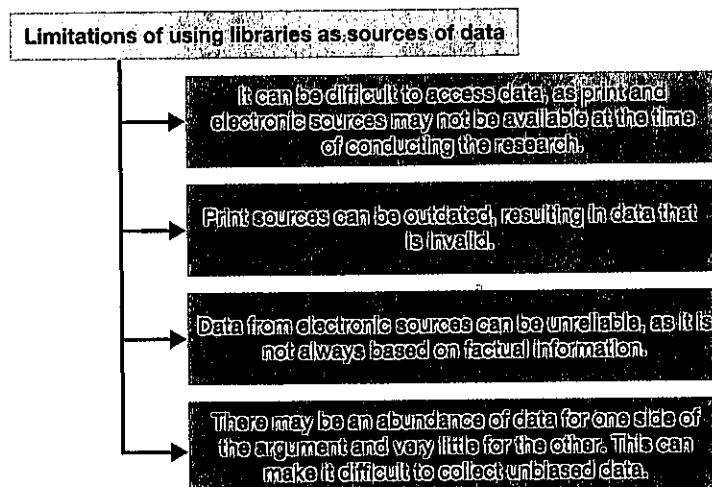 Limitations of using libraries as sources of data
It can be difficult to access data, as print and
electronic sources may not be available at the time
of conducting the research.
Print sources can be outdated, resulting in data that
is invalid.
Data from electronic sources can be unreliable, as it is
not always based on factual information.
There may be an abundance of data for one side of
the argument and very little for the other. This can
make it difficult to collect unbiased data.